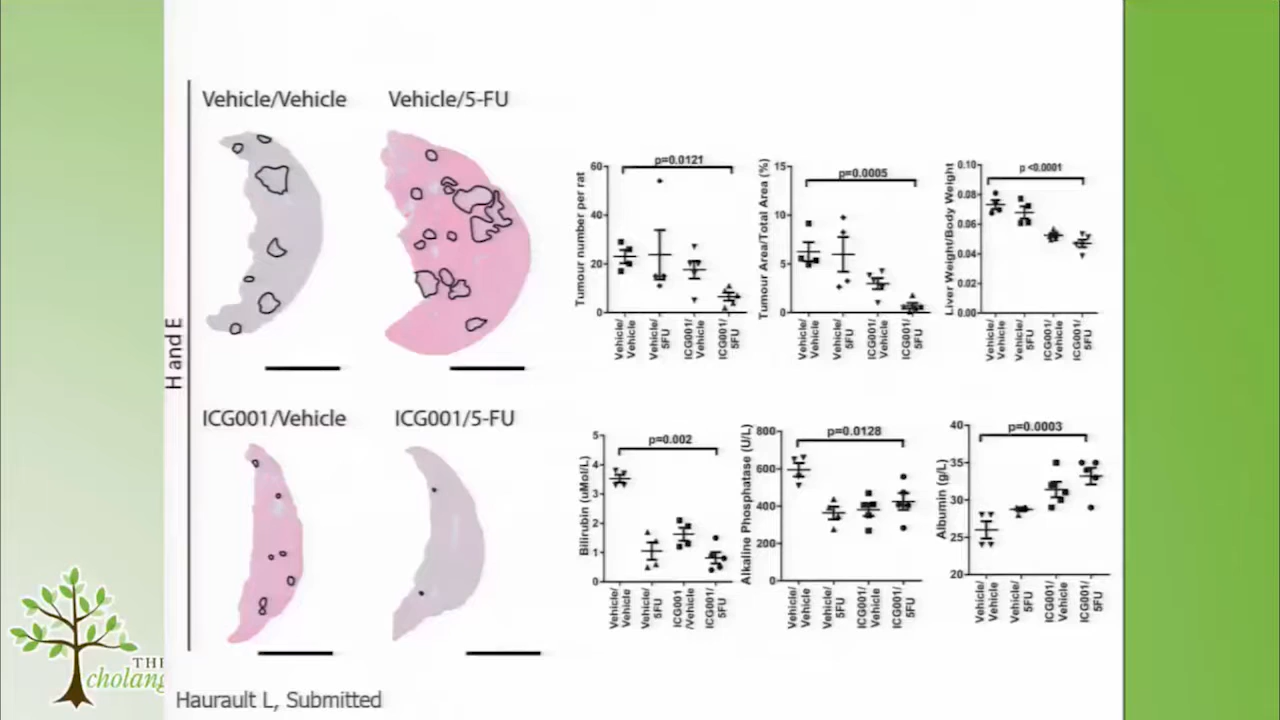 Vehicle/Vehicle
Vehicle/5-FU
H and E
ICG001/Vehicle
ICG001/5-FU
p=0.0121
Tumour number per rat
60
40
20
0
Vehicle/
Vehicle
Vehicle/
5FU
ICG001/
Vehicle
ICG001/
5FU
p=0.0005
Tumour Area/Total Area (%)
15
10
5
0
Vehicle/
Vehicle
Vehicle/
5FU
ICG001/
Vehicle
ICG001/
5FU
p <0.0001
Liver Weight/Body Weight
0.10
0.08
0.06
0.04
0.02
0.00
Vehicle/
Vehicle
Vehicle/
5FU
ICG001/
Vehicle
ICG001/
5FU
p=0.002
Bilirubin (uMol/L)
5
4
3
2
1
0
Vehicle/
Vehicle
Vehicle/
5FU
ICG001
/Vehicle
ICG001/
5FU
p=0.0128
Alkaline Phosphatase (U/L)
800
600
400
200
0
Vehicle/
Vehicle
Vehicle/
5FU
ICG001/
Vehicle
ICG001/
5FU
p=0.0003
Albumin (g/L)
40
35
30
25
20
Vehicle/
Vehicle
Vehicle/
5FU
ICG001/
Vehicle
ICG001/
5FU
THE
cholang
Haurault L, Submitted